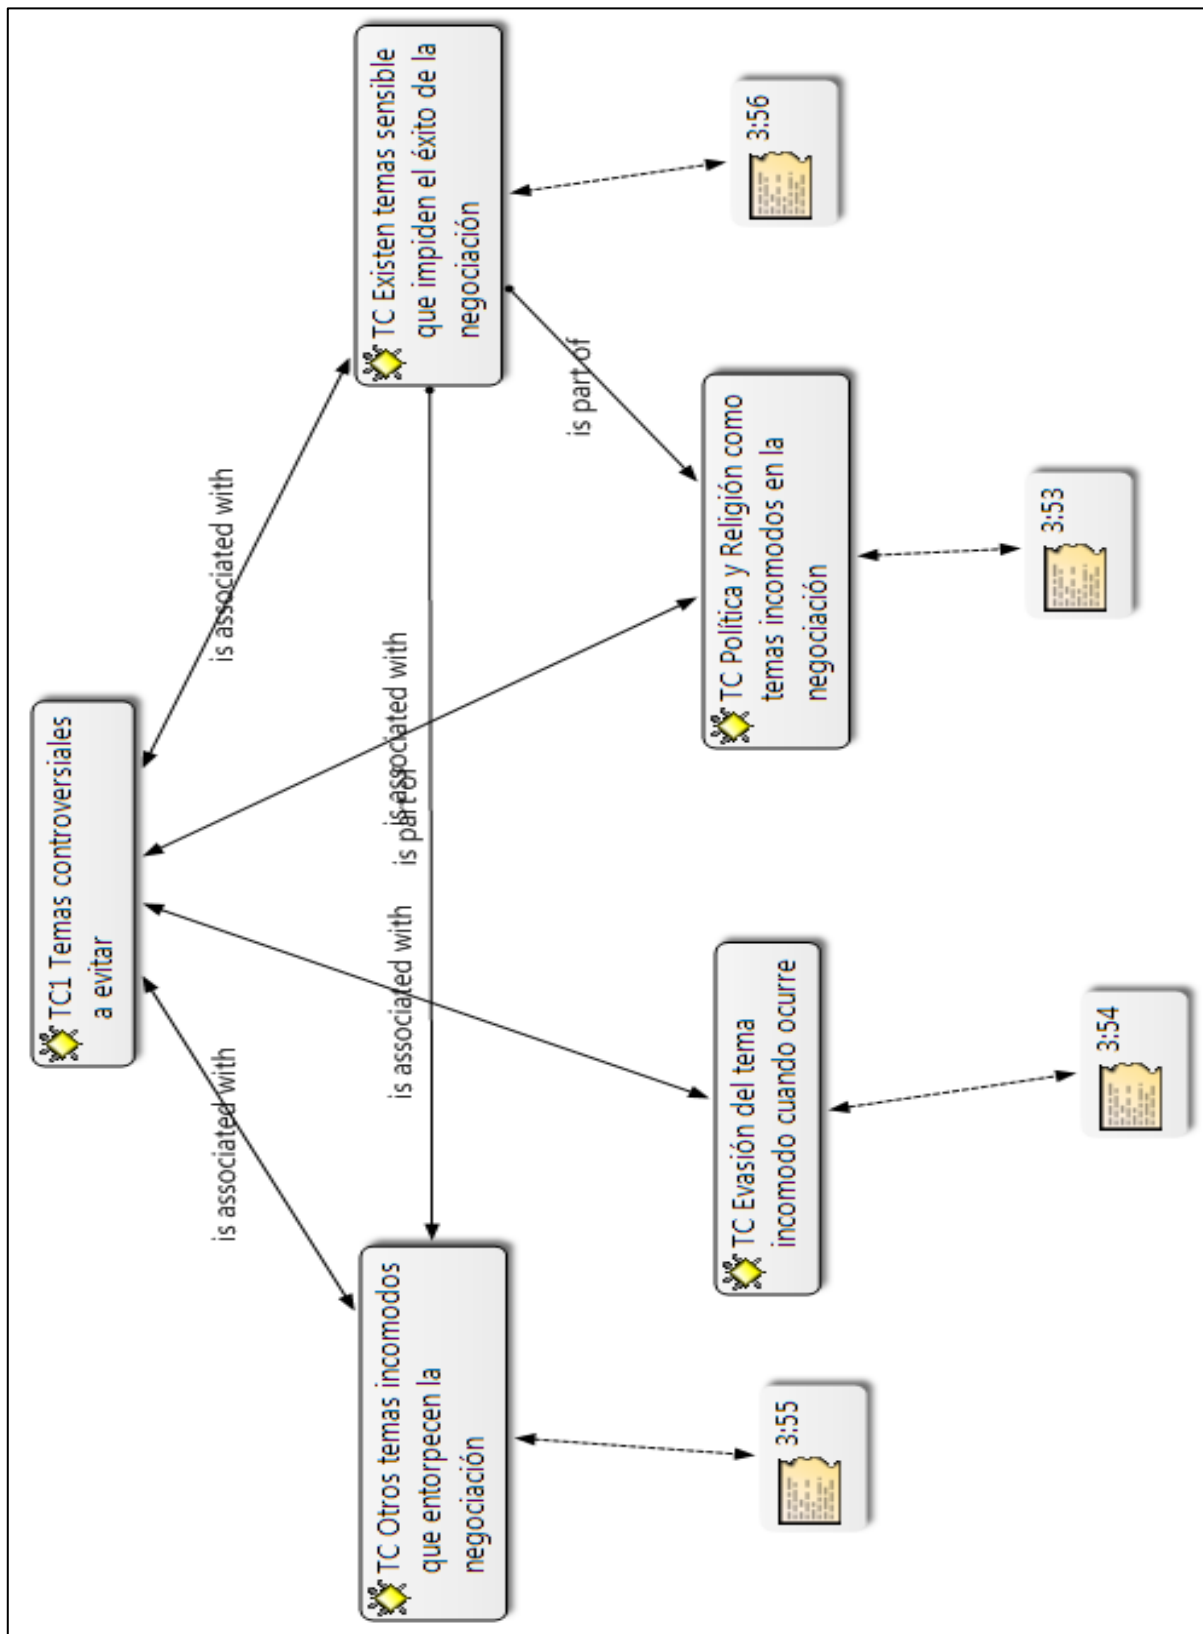 TC1 Temas controversiales
a evitar
is associated with
is associated with
TC Otros temas incomodos
que entorpecen la
negociación
is associated with
is part of
is associated with
TC Existen temas sensible
que impiden el éxito de la
negociación
is part of
TC Evasión del tema
incomodo cuando ocurre
TC Política y Religión como
temas incomodos en la
negociación
3:55
3:56
3:54
3:53